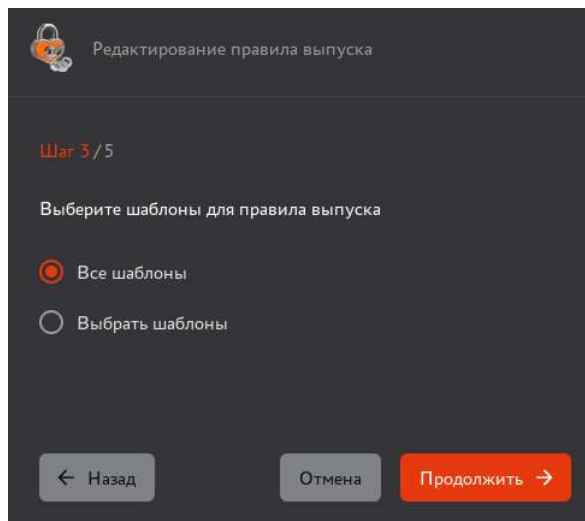 Редактирование правила выпуска
Шаг 3/5
Выберите шаблоны для правила выпуска
Все шаблоны
Выбрать шаблоны
← Назад
Отмена
Продолжить →